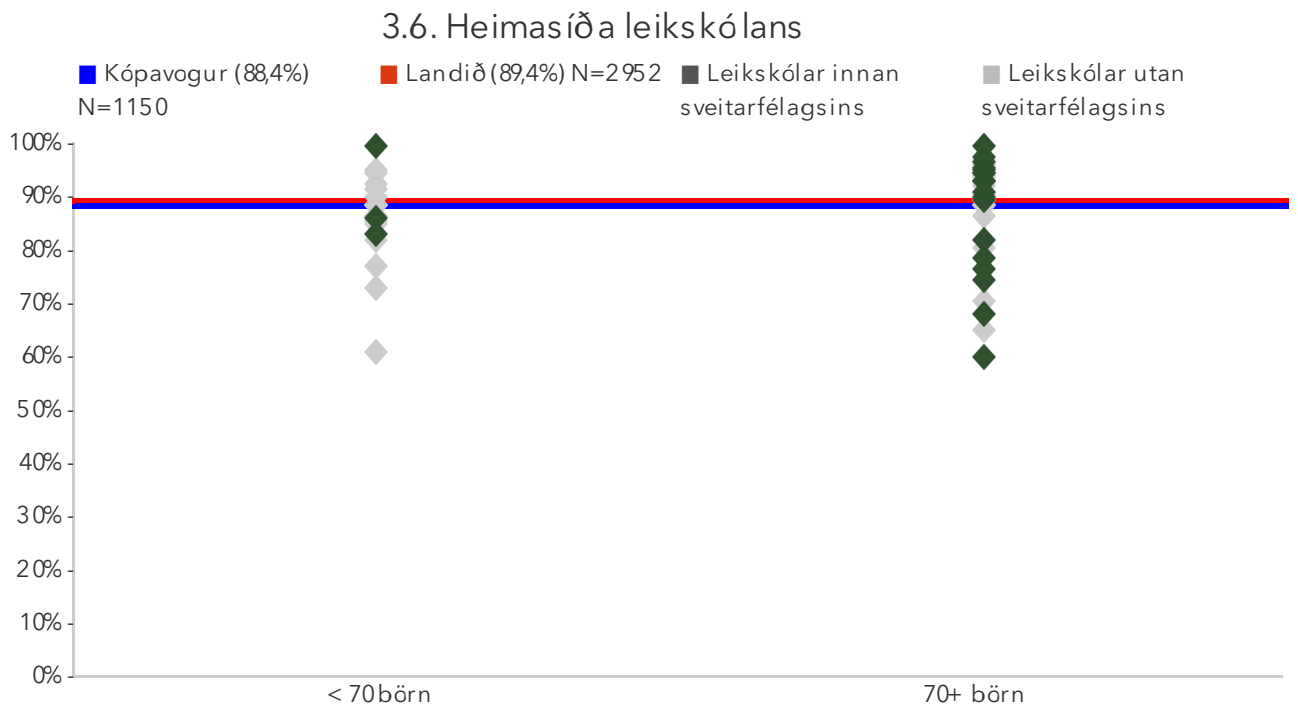 3.6. Heimasíða leikskólans
Kópavogur (88,4%) N=1150
Landið (89,4%) N=2952
Leikskólar innan sveitarfélagsins
Leikskólar utan sveitarfélagsins
100%
90%
80%
70%
60%
50%
40%
30%
20%
10%
0%
< 70 börn
70+ börn